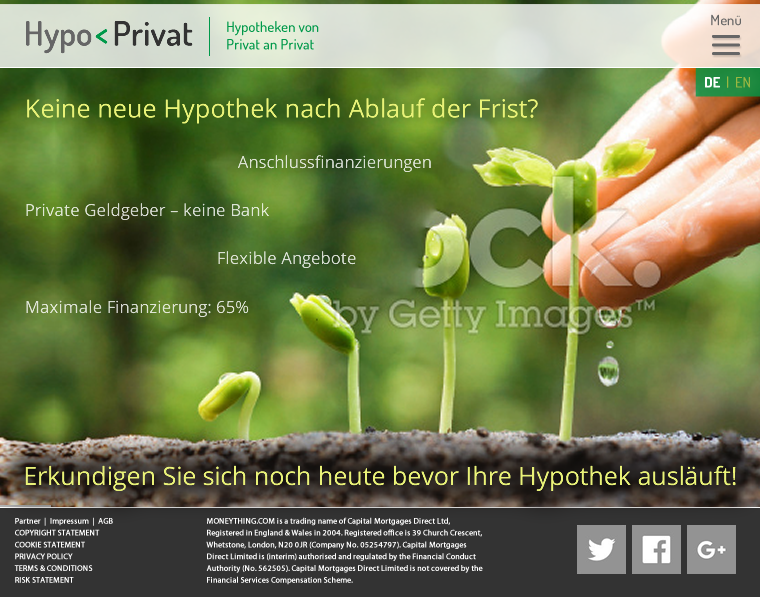 Hypo<Privat
Hypotheken von
Privat an Privat
Menü
DE | EN
Keine neue Hypothek nach Ablauf der Frist?
Anschlussfinanzierungen
Private Geldgeber – keine Bank
Flexible Angebote
ock.
Maximale Finanzierung: 65%
by Getty Images™
Erkundigen Sie sich noch heute bevor Ihre Hypothek ausläuft!
Partner | Impressum | AGB
COPYRIGHT STATEMENT
COOKIE STATEMENT
PRIVACY POLICY
TERMS & CONDITIONS
RISK STATEMENT
MONEYTHING.COM is a trading name of Capital Mortgages Direct Ltd,
Registered in England & Wales in 2004. Registered office is 39 Church Crescent,
Whetstone, London, N20 0JR (Company No. 05254797). Capital Mortgages
Direct Limited is (interim) authorised and regulated by the Financial Conduct
Authority (No. 562505). Capital Mortgages Direct Limited is not covered by the
Financial Services Compensation Scheme.
G+